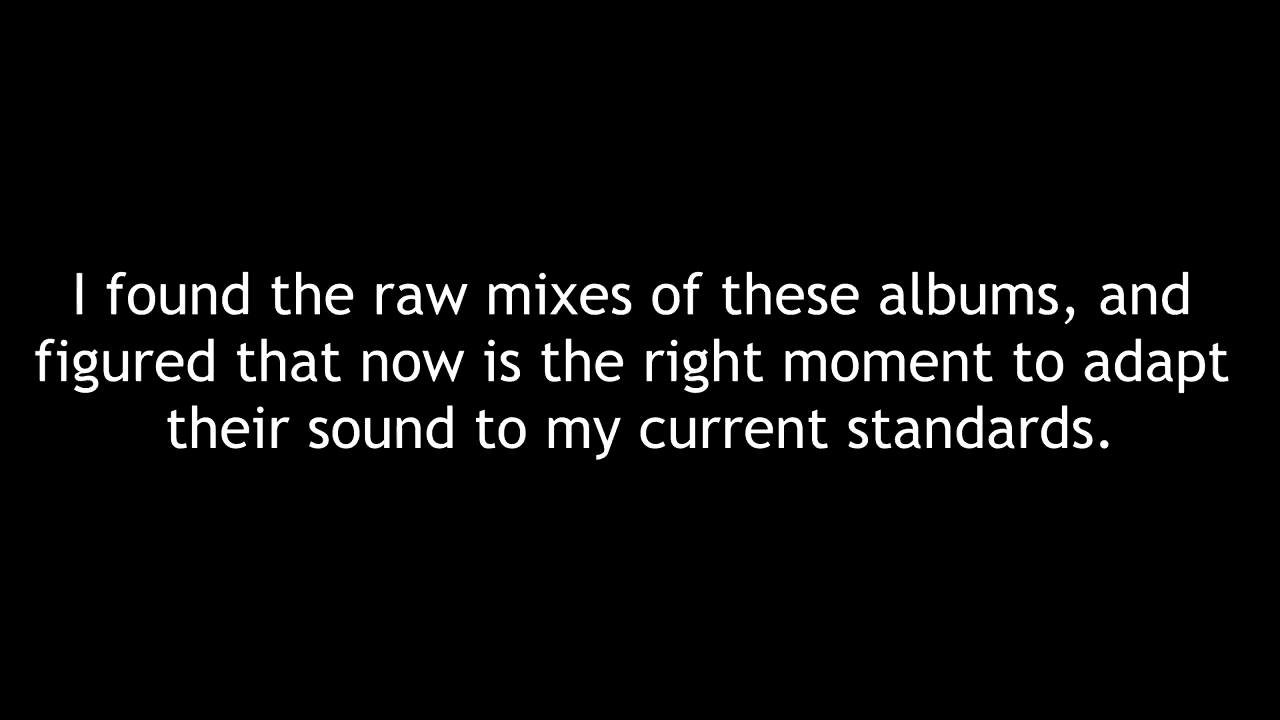 I found the raw mixes of these albums, and
figured that now is the right moment to adapt
their sound to my current standards.